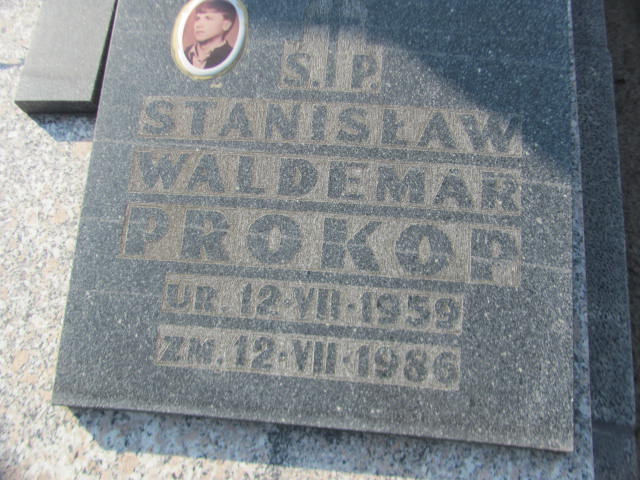 Ś.P.
STANISŁAW
WALDEMAR
PROKOP
UR. 12-VII-1959
ZM. 12-VII-1986